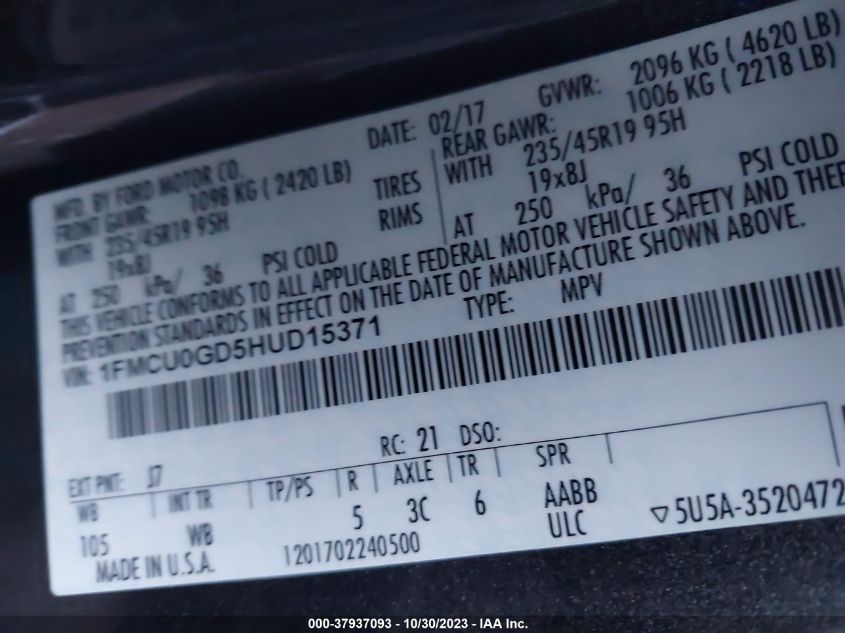 MFD. BY FORD MOTOR CO.
DATE: 02/17
GVWR: 2096 KG ( 4620 LB)
FRONT GAWR: 1098 KG ( 2420 LB)
REAR GAWR: 1006 KG ( 2218 LB)
WITH 235/45R19 95H TIRES
WITH 235/45R19 95H
19x8J RIMS
19x8J
AT 250 kPa/ 36 PSI COLD
AT 250 kPa/ 36 PSI COLD
THIS VEHICLE CONFORMS TO ALL APPLICABLE FEDERAL MOTOR VEHICLE SAFETY AND THEF
PREVENTION STANDARDS IN EFFECT ON THE DATE OF MANUFACTURE SHOWN ABOVE.
VIN: 1FMCU0GD5HUD15371
TYPE: MPV
EXT PNT: J7 RC: 21 DSO:
WB INT TR TP/PS R AXLE TR SPR
105 WB 5 3C 6 AABB
ULC
MADE IN U.S.A. 1201702240500 5U5A-3520472
000-37937093 - 10/30/2023 - IAA Inc.